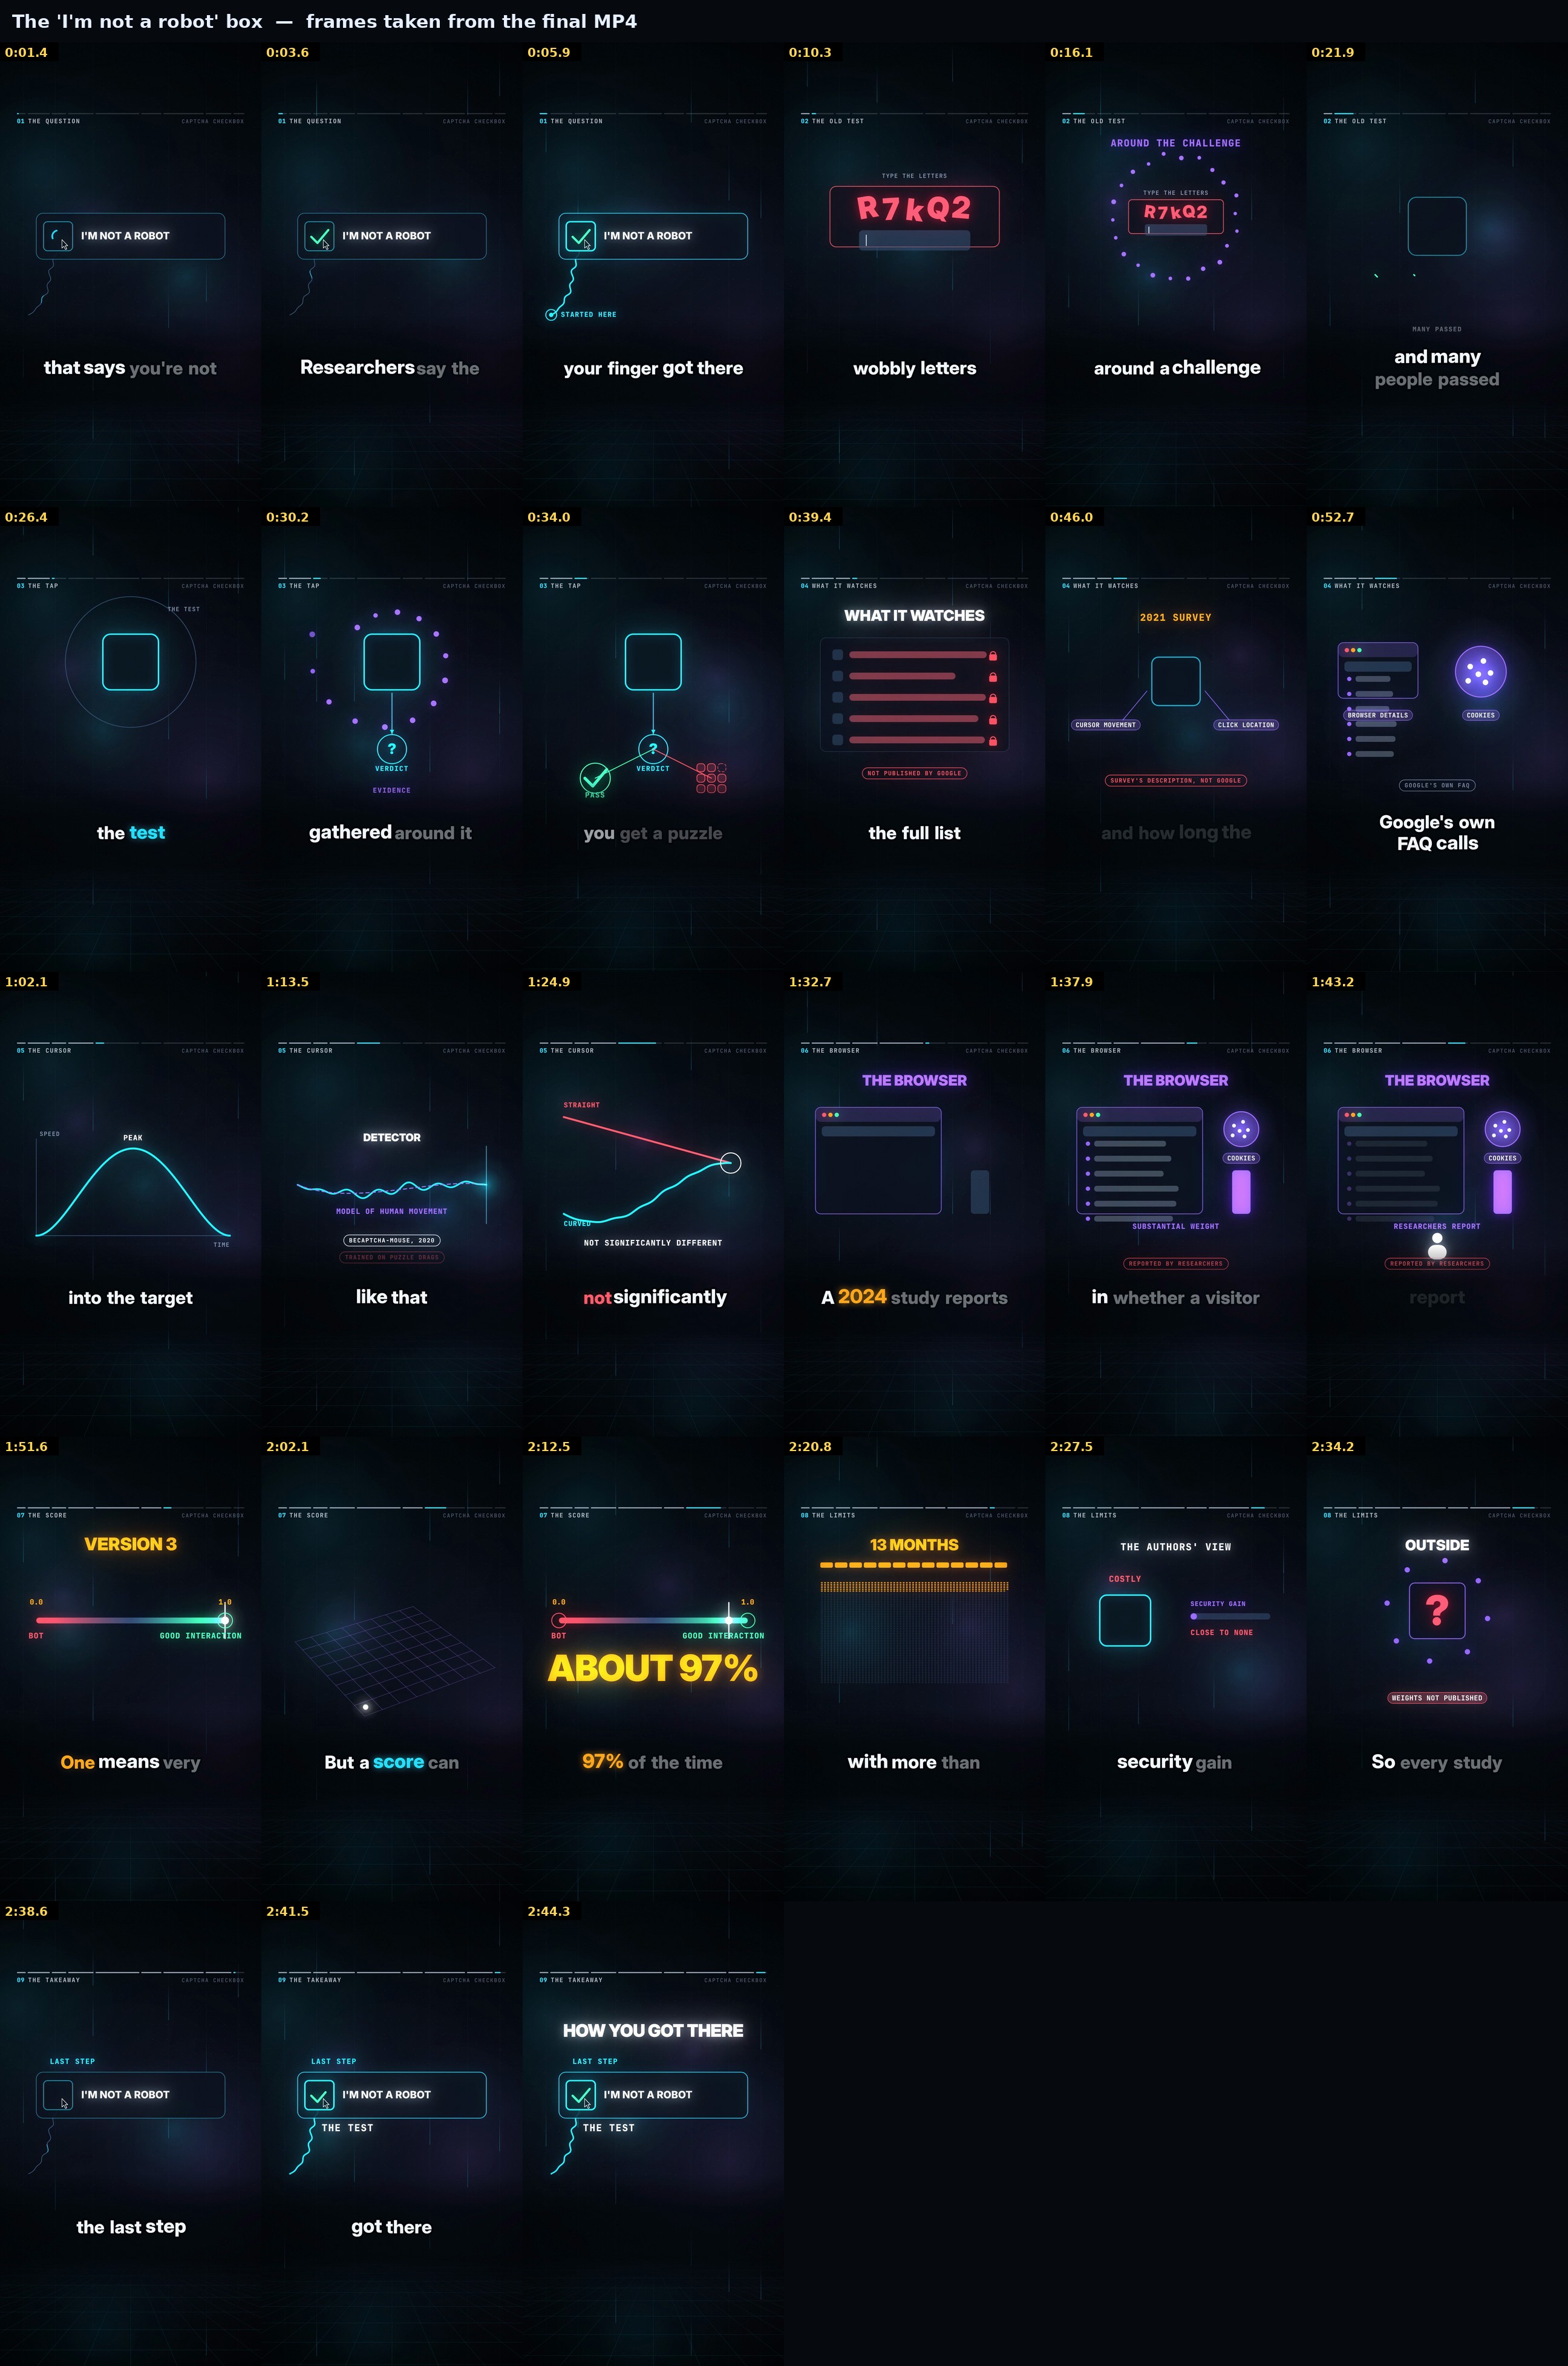 The 'I'm not a robot' box — frames taken from the final MP4
0:01.4
01 THE QUESTION
CAPTCHA CHECKBOX
I'M NOT A ROBOT
that says you're not
0:03.6
01 THE QUESTION
CAPTCHA CHECKBOX
I'M NOT A ROBOT
Researchers say the
0:05.9
01 THE QUESTION
CAPTCHA CHECKBOX
I'M NOT A ROBOT
STARTED HERE
your finger got there
0:10.3
02 THE OLD TEST
CAPTCHA CHECKBOX
TYPE THE LETTERS
R7kQ2
wobbly letters
0:16.1
02 THE OLD TEST
CAPTCHA CHECKBOX
AROUND THE CHALLENGE
TYPE THE LETTERS
R7kQ2
around a challenge
0:21.9
02 THE OLD TEST
CAPTCHA CHECKBOX
MANY PASSED
and many
people passed
0:26.4
03 THE TAP
CAPTCHA CHECKBOX
THE TEST
the test
0:30.2
03 THE TAP
CAPTCHA CHECKBOX
?
VERDICT
EVIDENCE
gathered around it
0:34.0
03 THE TAP
CAPTCHA CHECKBOX
?
VERDICT
PASS
you get a puzzle
0:39.4
04 WHAT IT WATCHES
CAPTCHA CHECKBOX
WHAT IT WATCHES
NOT PUBLISHED BY GOOGLE
the full list
0:46.0
04 WHAT IT WATCHES
CAPTCHA CHECKBOX
2021 SURVEY
CURSOR MOVEMENT
CLICK LOCATION
SURVEY'S DESCRIPTION, NOT GOOGLE
and how long the
0:52.7
04 WHAT IT WATCHES
CAPTCHA CHECKBOX
BROWSER DETAILS
COOKIES
GOOGLE'S OWN FAQ
Google's own
FAQ calls
1:02.1
05 THE CURSOR
CAPTCHA CHECKBOX
SPEED
PEAK
TIME
into the target
1:13.5
05 THE CURSOR
CAPTCHA CHECKBOX
DETECTOR
MODEL OF HUMAN MOVEMENT
BECAPTCHA-MOUSE, 2020
TRAINED ON PUZZLE DRAGS
like that
1:24.9
05 THE CURSOR
CAPTCHA CHECKBOX
STRAIGHT
CURVED
NOT SIGNIFICANTLY DIFFERENT
not significantly
1:32.7
06 THE BROWSER
CAPTCHA CHECKBOX
THE BROWSER
A 2024 study reports
1:37.9
06 THE BROWSER
CAPTCHA CHECKBOX
THE BROWSER
COOKIES
SUBSTANTIAL WEIGHT
REPORTED BY RESEARCHERS
in whether a visitor
1:43.2
06 THE BROWSER
CAPTCHA CHECKBOX
THE BROWSER
COOKIES
RESEARCHERS REPORT
REPORTED BY RESEARCHERS
report
1:51.6
07 THE SCORE
CAPTCHA CHECKBOX
VERSION 3
0.0
1.0
BOT
GOOD INTERACTION
One means very
2:02.1
07 THE SCORE
CAPTCHA CHECKBOX
But a score can
2:12.5
07 THE SCORE
CAPTCHA CHECKBOX
0.0
1.0
BOT
GOOD INTERACTION
ABOUT 97%
97% of the time
2:20.8
08 THE LIMITS
CAPTCHA CHECKBOX
13 MONTHS
with more than
2:27.5
08 THE LIMITS
CAPTCHA CHECKBOX
THE AUTHORS' VIEW
COSTLY
SECURITY GAIN
CLOSE TO NONE
security gain
2:34.2
08 THE LIMITS
CAPTCHA CHECKBOX
OUTSIDE
?
WEIGHTS NOT PUBLISHED
So every study
2:38.6
09 THE TAKEAWAY
CAPTCHA CHECKBOX
LAST STEP
I'M NOT A ROBOT
the last step
2:41.5
09 THE TAKEAWAY
CAPTCHA CHECKBOX
LAST STEP
I'M NOT A ROBOT
THE TEST
got there
2:44.3
09 THE TAKEAWAY
CAPTCHA CHECKBOX
HOW YOU GOT THERE
LAST STEP
I'M NOT A ROBOT
THE TEST